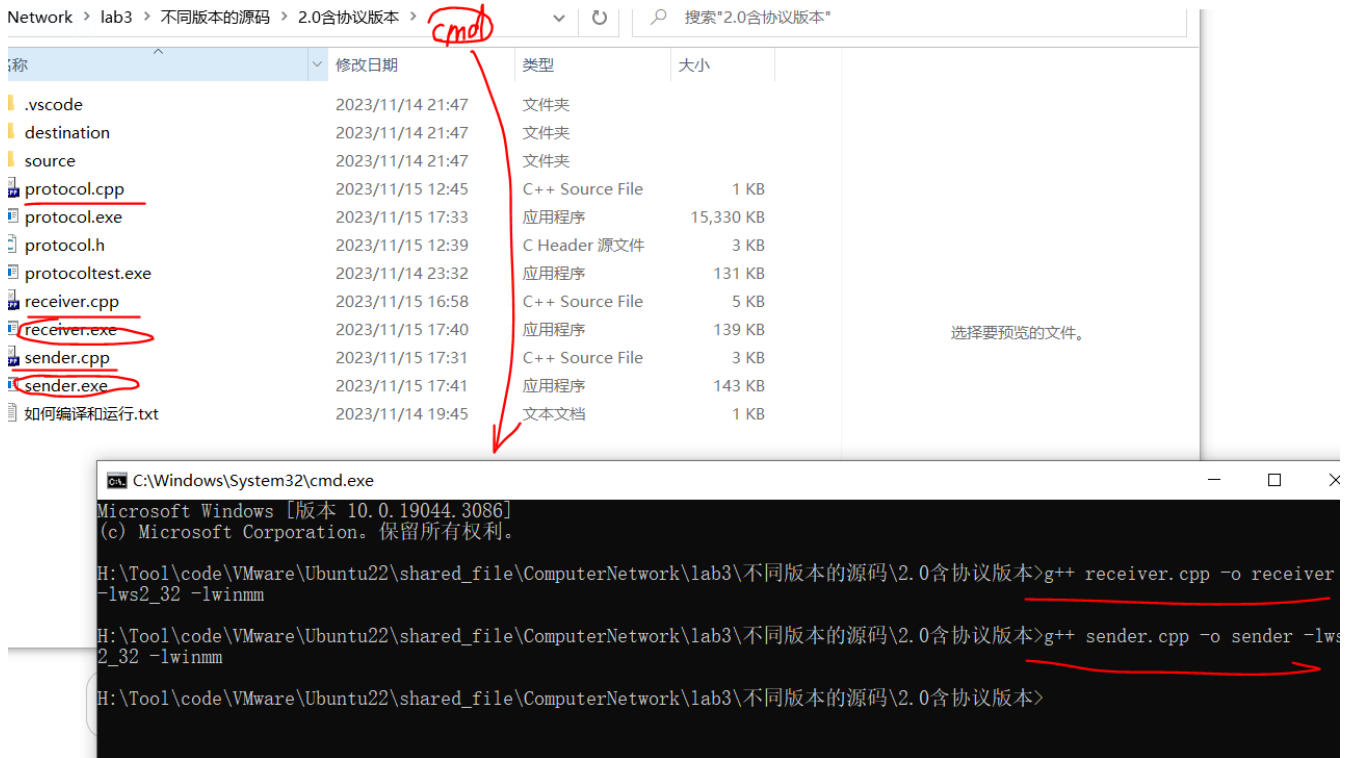 Network > lab3 > 不同版本的源码 > 2.0含协议版本 > cmd 搜索"2.0含协议版本"
名称 修改日期 类型 大小
.vscode 2023/11/14 21:47 文件夹
destination 2023/11/14 21:47 文件夹
source 2023/11/14 21:47 文件夹
protocol.cpp 2023/11/15 12:45 C++ Source File 1 KB
protocol.exe 2023/11/15 17:33 应用程序 15,330 KB
protocol.h 2023/11/15 12:39 C Header 源文件 3 KB
protocoltest.exe 2023/11/14 23:32 应用程序 131 KB
receiver.cpp 2023/11/15 16:58 C++ Source File 5 KB
receiver.exe 2023/11/15 17:40 应用程序 139 KB
选择要预览的文件。
sender.cpp 2023/11/15 17:31 C++ Source File 3 KB
sender.exe 2023/11/15 17:41 应用程序 143 KB
如何编译和运行.txt 2023/11/14 19:45 文本文档 1 KB
C:\Windows\System32\cmd.exe
Microsoft Windows [版本 10.0.19044.3086]
(c) Microsoft Corporation。保留所有权利。
H:\Tool\code\VMware\Ubuntu22\shared_file\ComputerNetwork\lab3\不同版本的源码\2.0含协议版本>g++ receiver.cpp -o receiver
-lws2_32 -lwinmm
H:\Tool\code\VMware\Ubuntu22\shared_file\ComputerNetwork\lab3\不同版本的源码\2.0含协议版本>g++ sender.cpp -o sender -lws
2_32 -lwinmm
H:\Tool\code\VMware\Ubuntu22\shared_file\ComputerNetwork\lab3\不同版本的源码\2.0含协议版本>